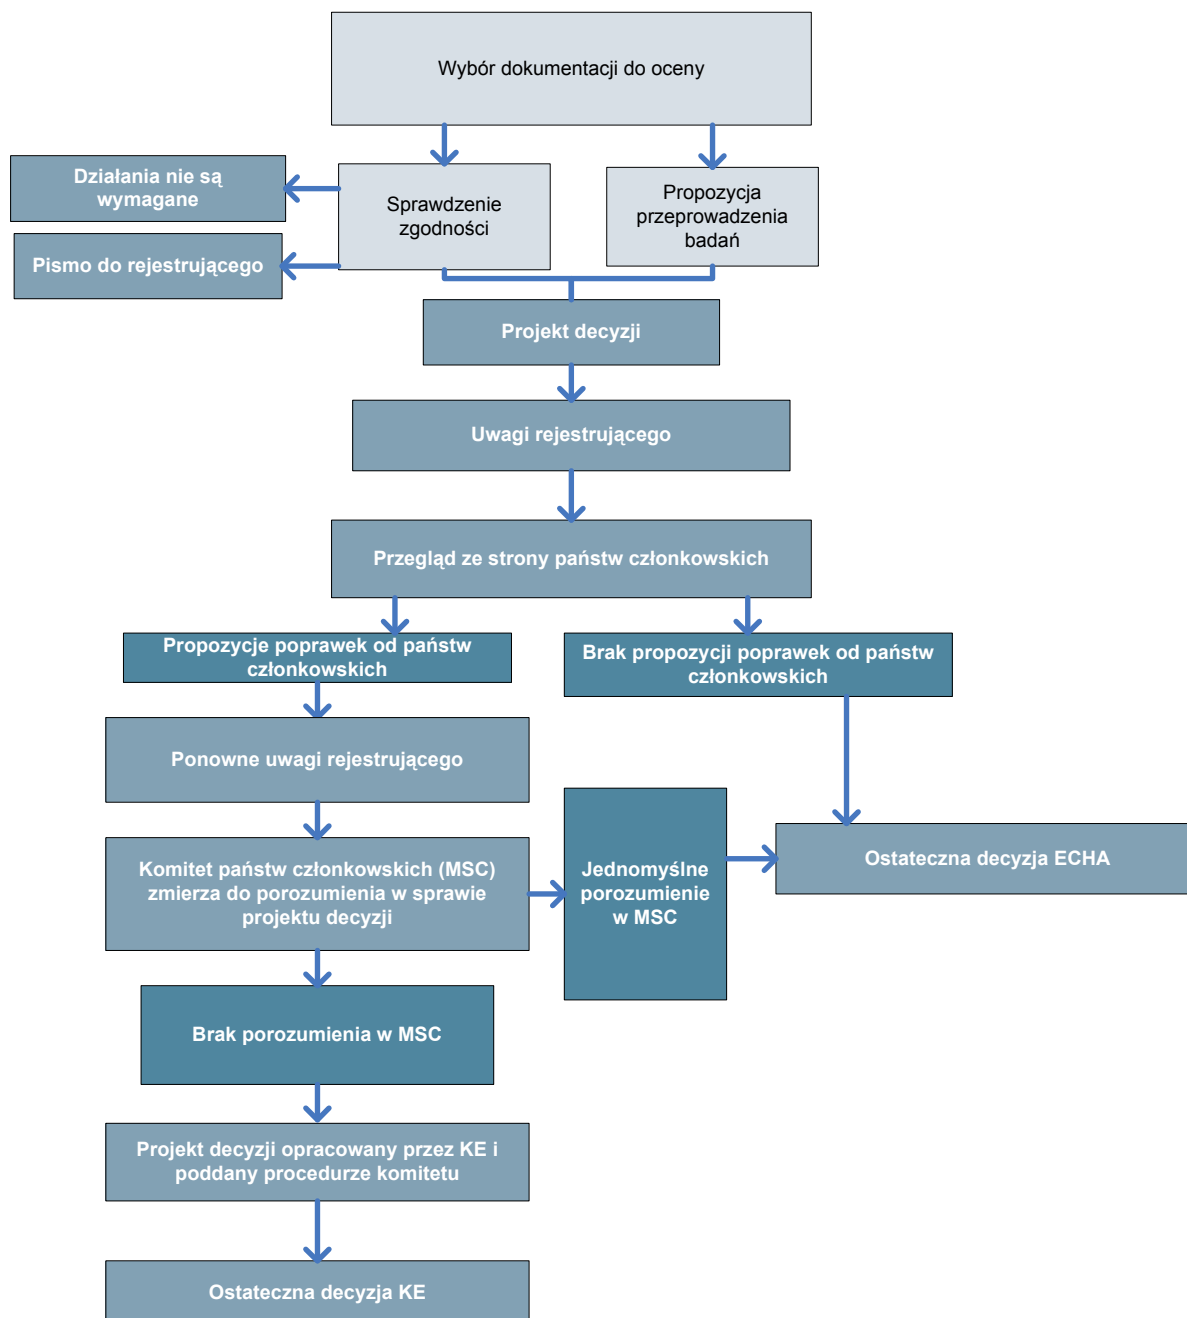 Wybór dokumentacji do oceny
Działania nie są
wymagane
Sprawdzenie
zgodności
Propozycja
przeprowadzenia
badań
Pismo do rejestrującego
Projekt decyzji
Uwagi rejestrującego
Przegląd ze strony państw członkowskich
Propozycje poprawek od państw
członkowskich
Brak propozycji poprawek od państw
członkowskich
Ponowne uwagi rejestrującego
Komitet państw członkowskich (MSC)
zmierza do porozumienia w sprawie
projektu decyzji
Jednomyślne
porozumienie
w MSC
Ostateczna decyzja ECHA
Brak porozumienia w MSC
Projekt decyzji opracowany przez KE i
poddany procedurze komitetu
Ostateczna decyzja KE